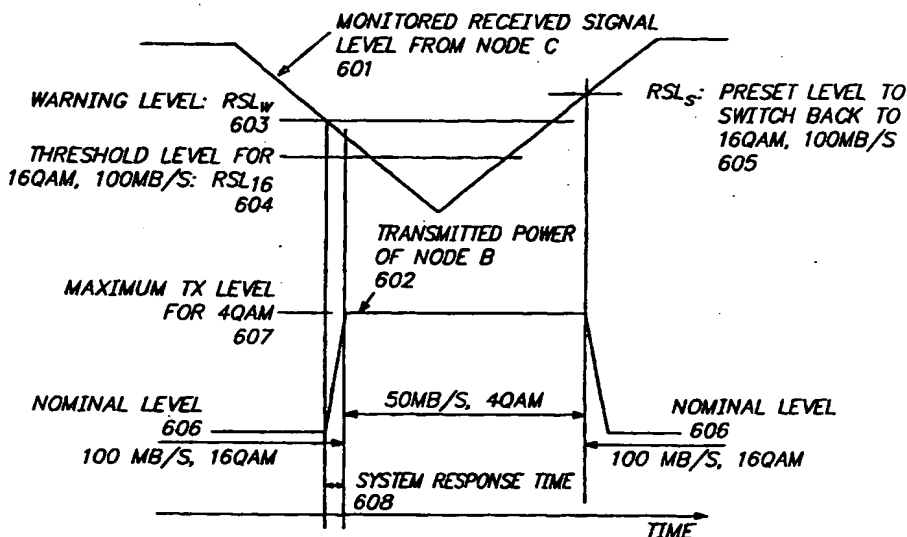 MONITORED RECEIVED SIGNAL
LEVEL FROM NODE C
601
WARNING LEVEL: RSLW
603
RSLS: PRESET LEVEL TO
SWITCH BACK TO
16QAM, 100MB/S
605
THRESHOLD LEVEL FOR
16QAM, 100MB/S: RSL16
604
TRANSMITTED POWER
OF NODE B
602
MAXIMUM TX LEVEL
FOR 4QAM
607
50MB/S, 4QAM
NOMINAL LEVEL
606
100 MB/S, 16QAM
NOMINAL LEVEL
606
100 MB/S, 16QAM
SYSTEM RESPONSE TIME
608
TIME